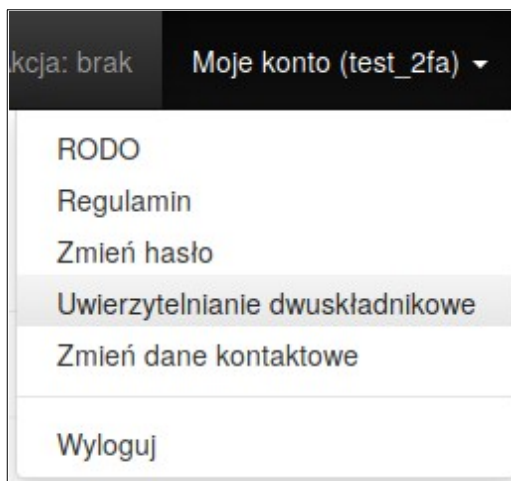 kcja: brak
Moje konto (test_2fa)
RODO
Regulamin
Zmień hasło
Uwierzytelnianie dwuskładnikowe
Zmień dane kontaktowe
Wyloguj